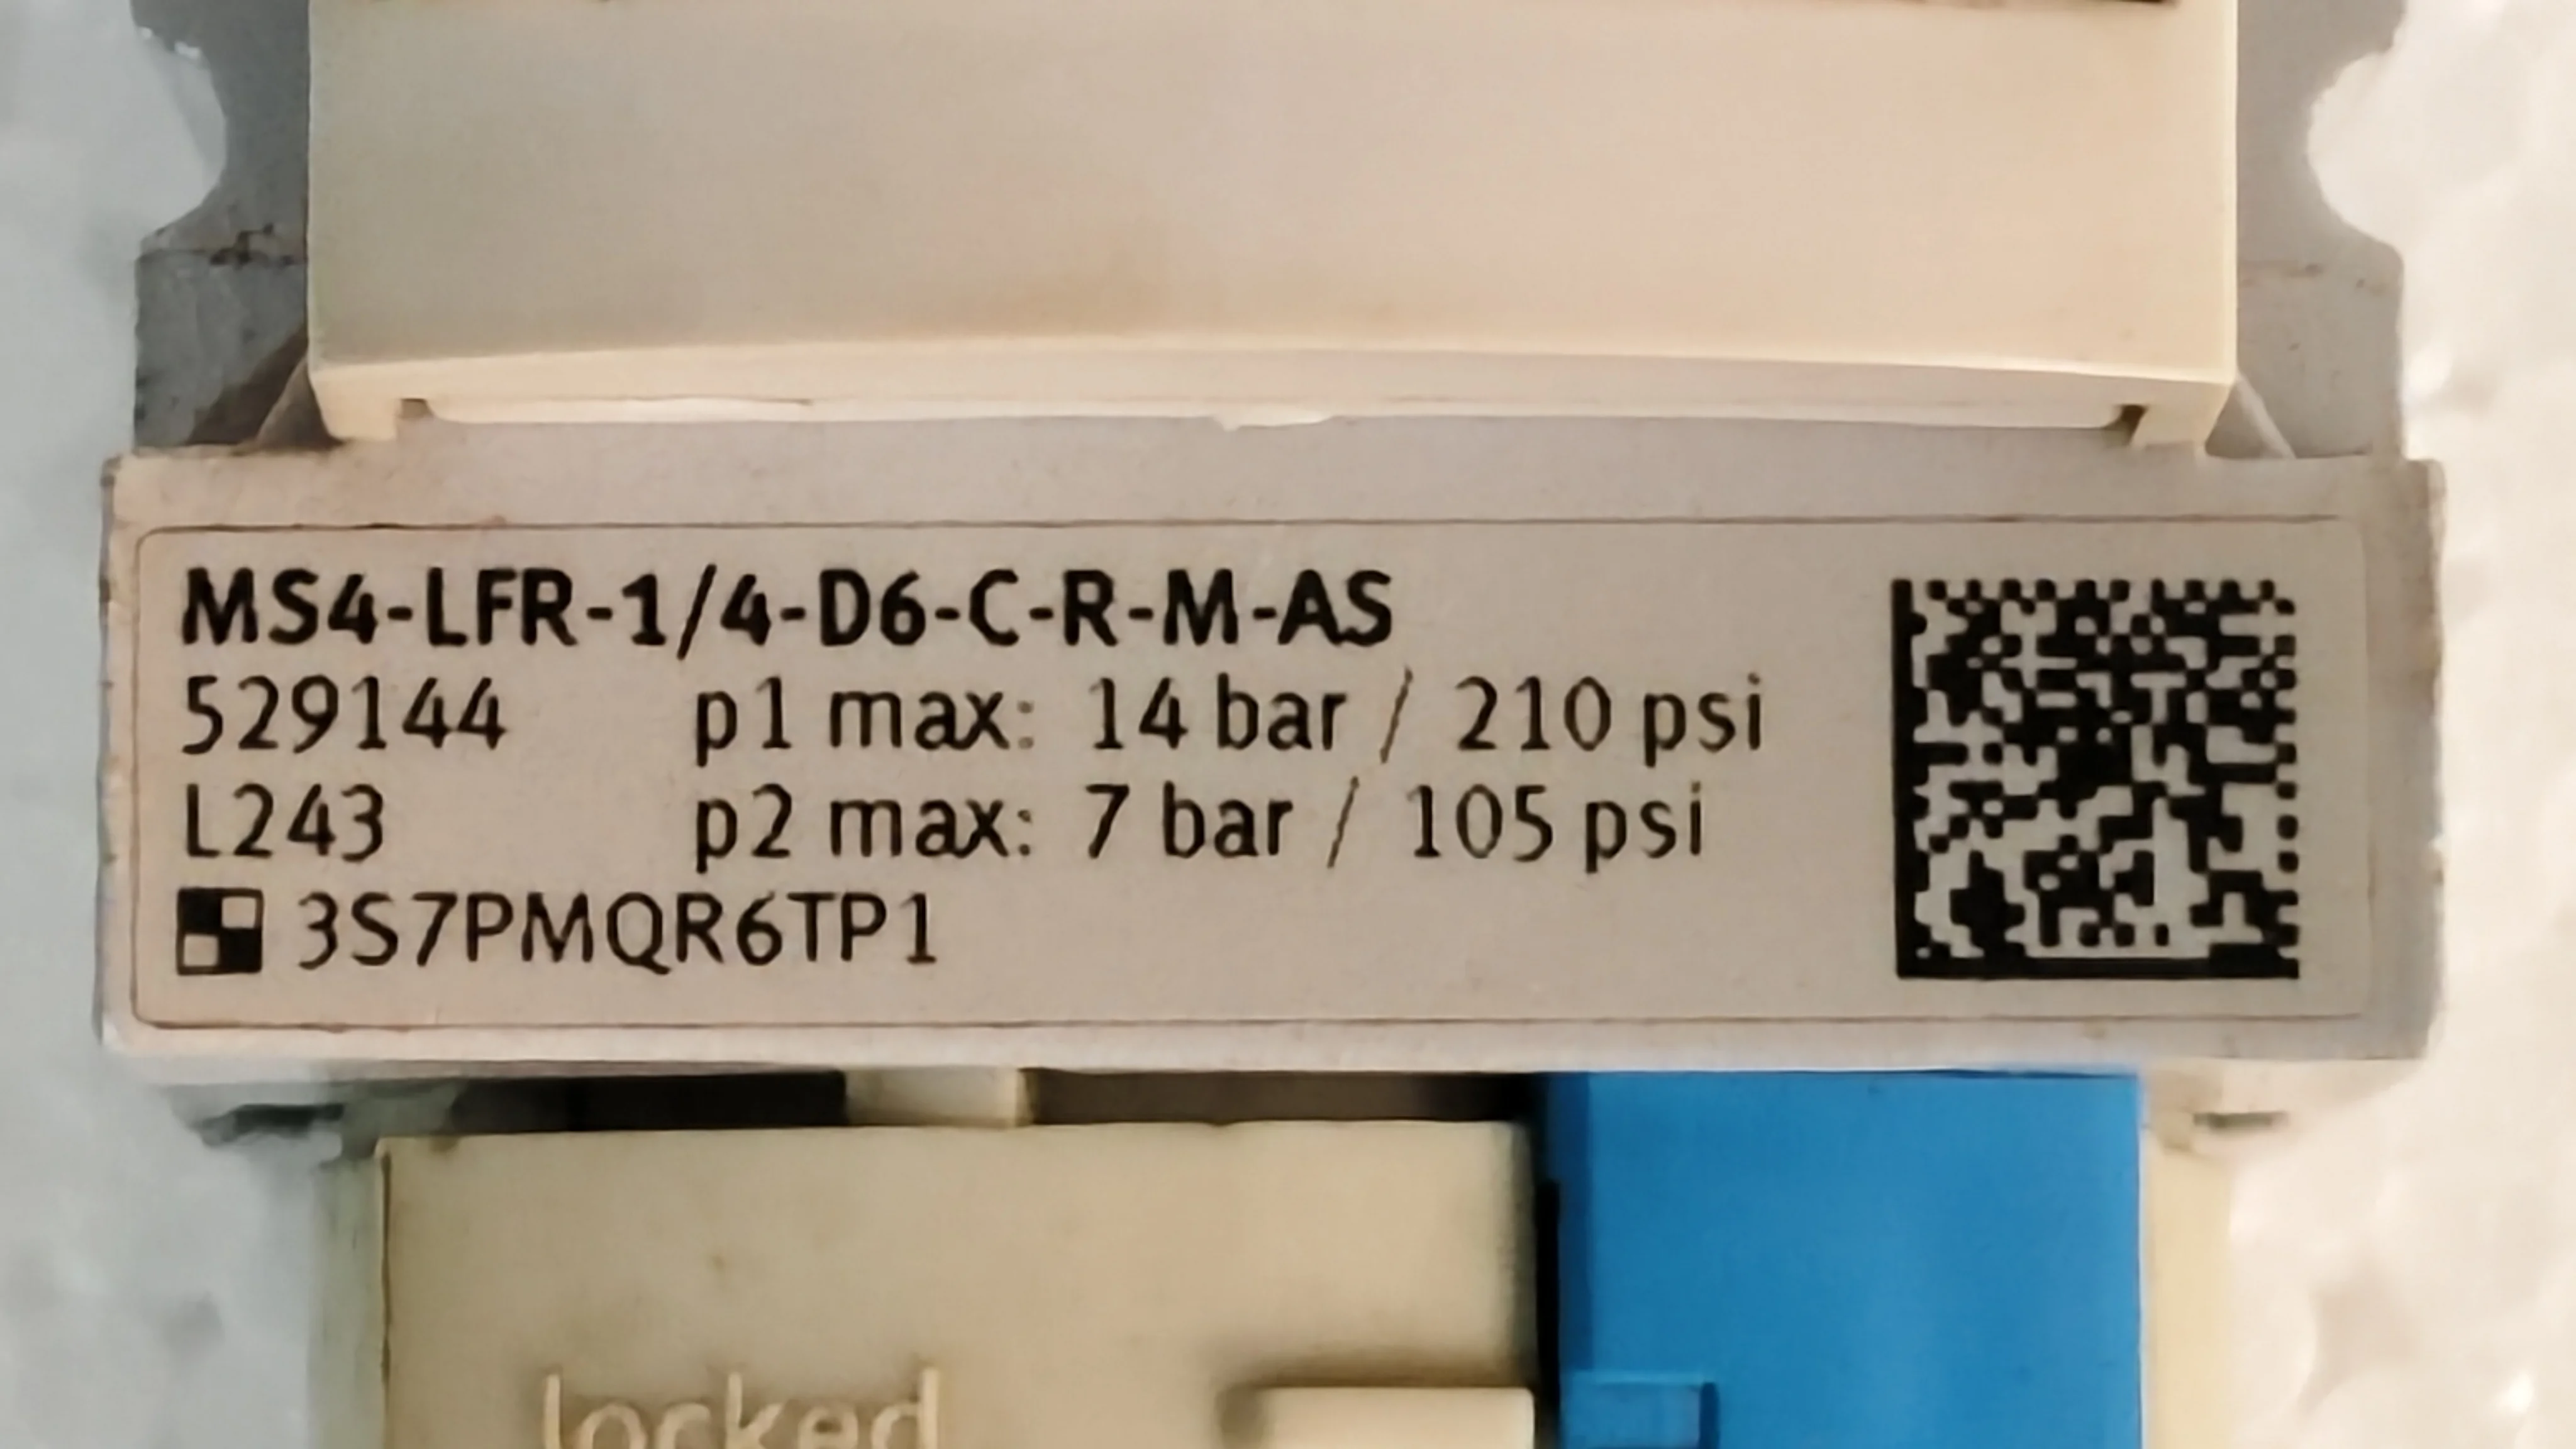 MS4-LFR-1/4-D6-C-R-M-AS
529144 p1 max: 14 bar / 210 psi
L243 p2 max: 7 bar / 105 psi
3S7PMQR6TP1
locked